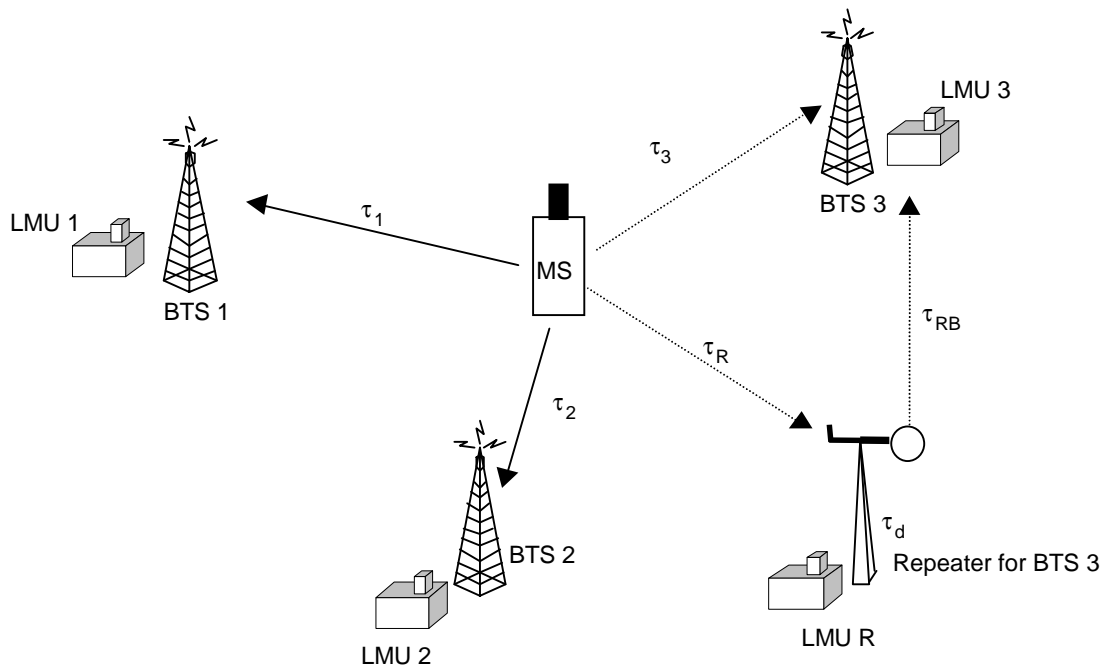 LMU 3
τ3
LMU 1
τ1
BTS 3
MS
BTS 1
τRB
τR
τ2
τd
BTS 2
Repeater for BTS 3
LMU R
LMU 2